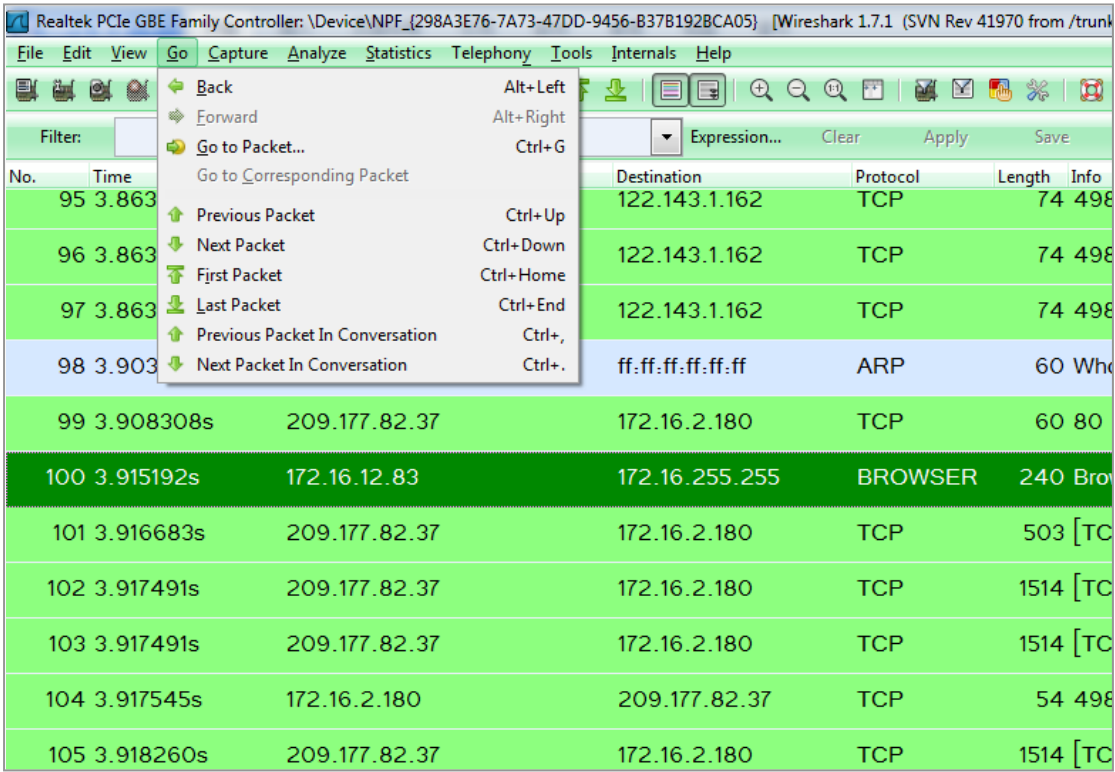 Realtek PCIe GBE Family Controller: \Device\NPF_{298A3E76-7A73-47DD-9456-B37B192BCA05} [Wireshark 1.7.1 (SVN Rev 41970 from /trunk
File Edit View Go Capture Analyze Statistics Telephony Tools Internals Help
Back Alt+Left
Forward Alt+Right
Filter: Expression... Clear Apply Save
Go to Packet... Ctrl+G
Go to Corresponding Packet
No. Time Destination Protocol Length Info
95 3.863 122.143.1.162 TCP 74 498
Previous Packet Ctrl+Up
Next Packet Ctrl+Down
96 3.863 122.143.1.162 TCP 74 498
First Packet Ctrl+Home
Last Packet Ctrl+End
97 3.863 122.143.1.162 TCP 74 498
Previous Packet In Conversation Ctrl+,
Next Packet In Conversation Ctrl+.
98 3.903 ff:ff:ff:ff:ff:ff ARP 60 Who
99 3.908308s 209.177.82.37 172.16.2.180 TCP 60 80
100 3.915192s 172.16.12.83 172.16.255.255 BROWSER 240 Brow
101 3.916683s 209.177.82.37 172.16.2.180 TCP 503 [TC
102 3.917491s 209.177.82.37 172.16.2.180 TCP 1514 [TC
103 3.917491s 209.177.82.37 172.16.2.180 TCP 1514 [TC
104 3.917545s 172.16.2.180 209.177.82.37 TCP 54 498
105 3.918260s 209.177.82.37 172.16.2.180 TCP 1514 [TC